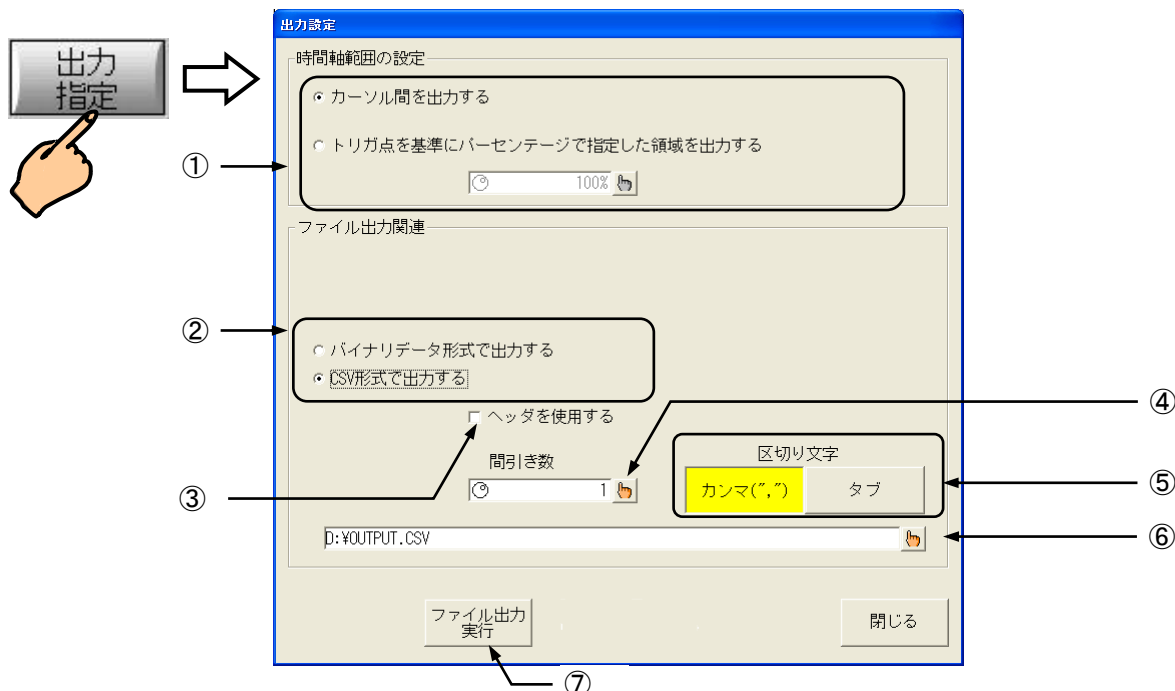 出力設定
出力
指定
時間軸範囲の設定
カーソル間を出力する
トリガ点を基準にパーセンテージで指定した領域を出力する
①
100%
ファイル出力関連
②
バイナリデータ形式で出力する
CSV形式で出力する
④
ヘッダを使用する
区切り文字
間引き数
③
1
カンマ(",")
タブ
⑤
D:¥OUTPUT.CSV
⑥
ファイル出力
実行
閉じる
⑦